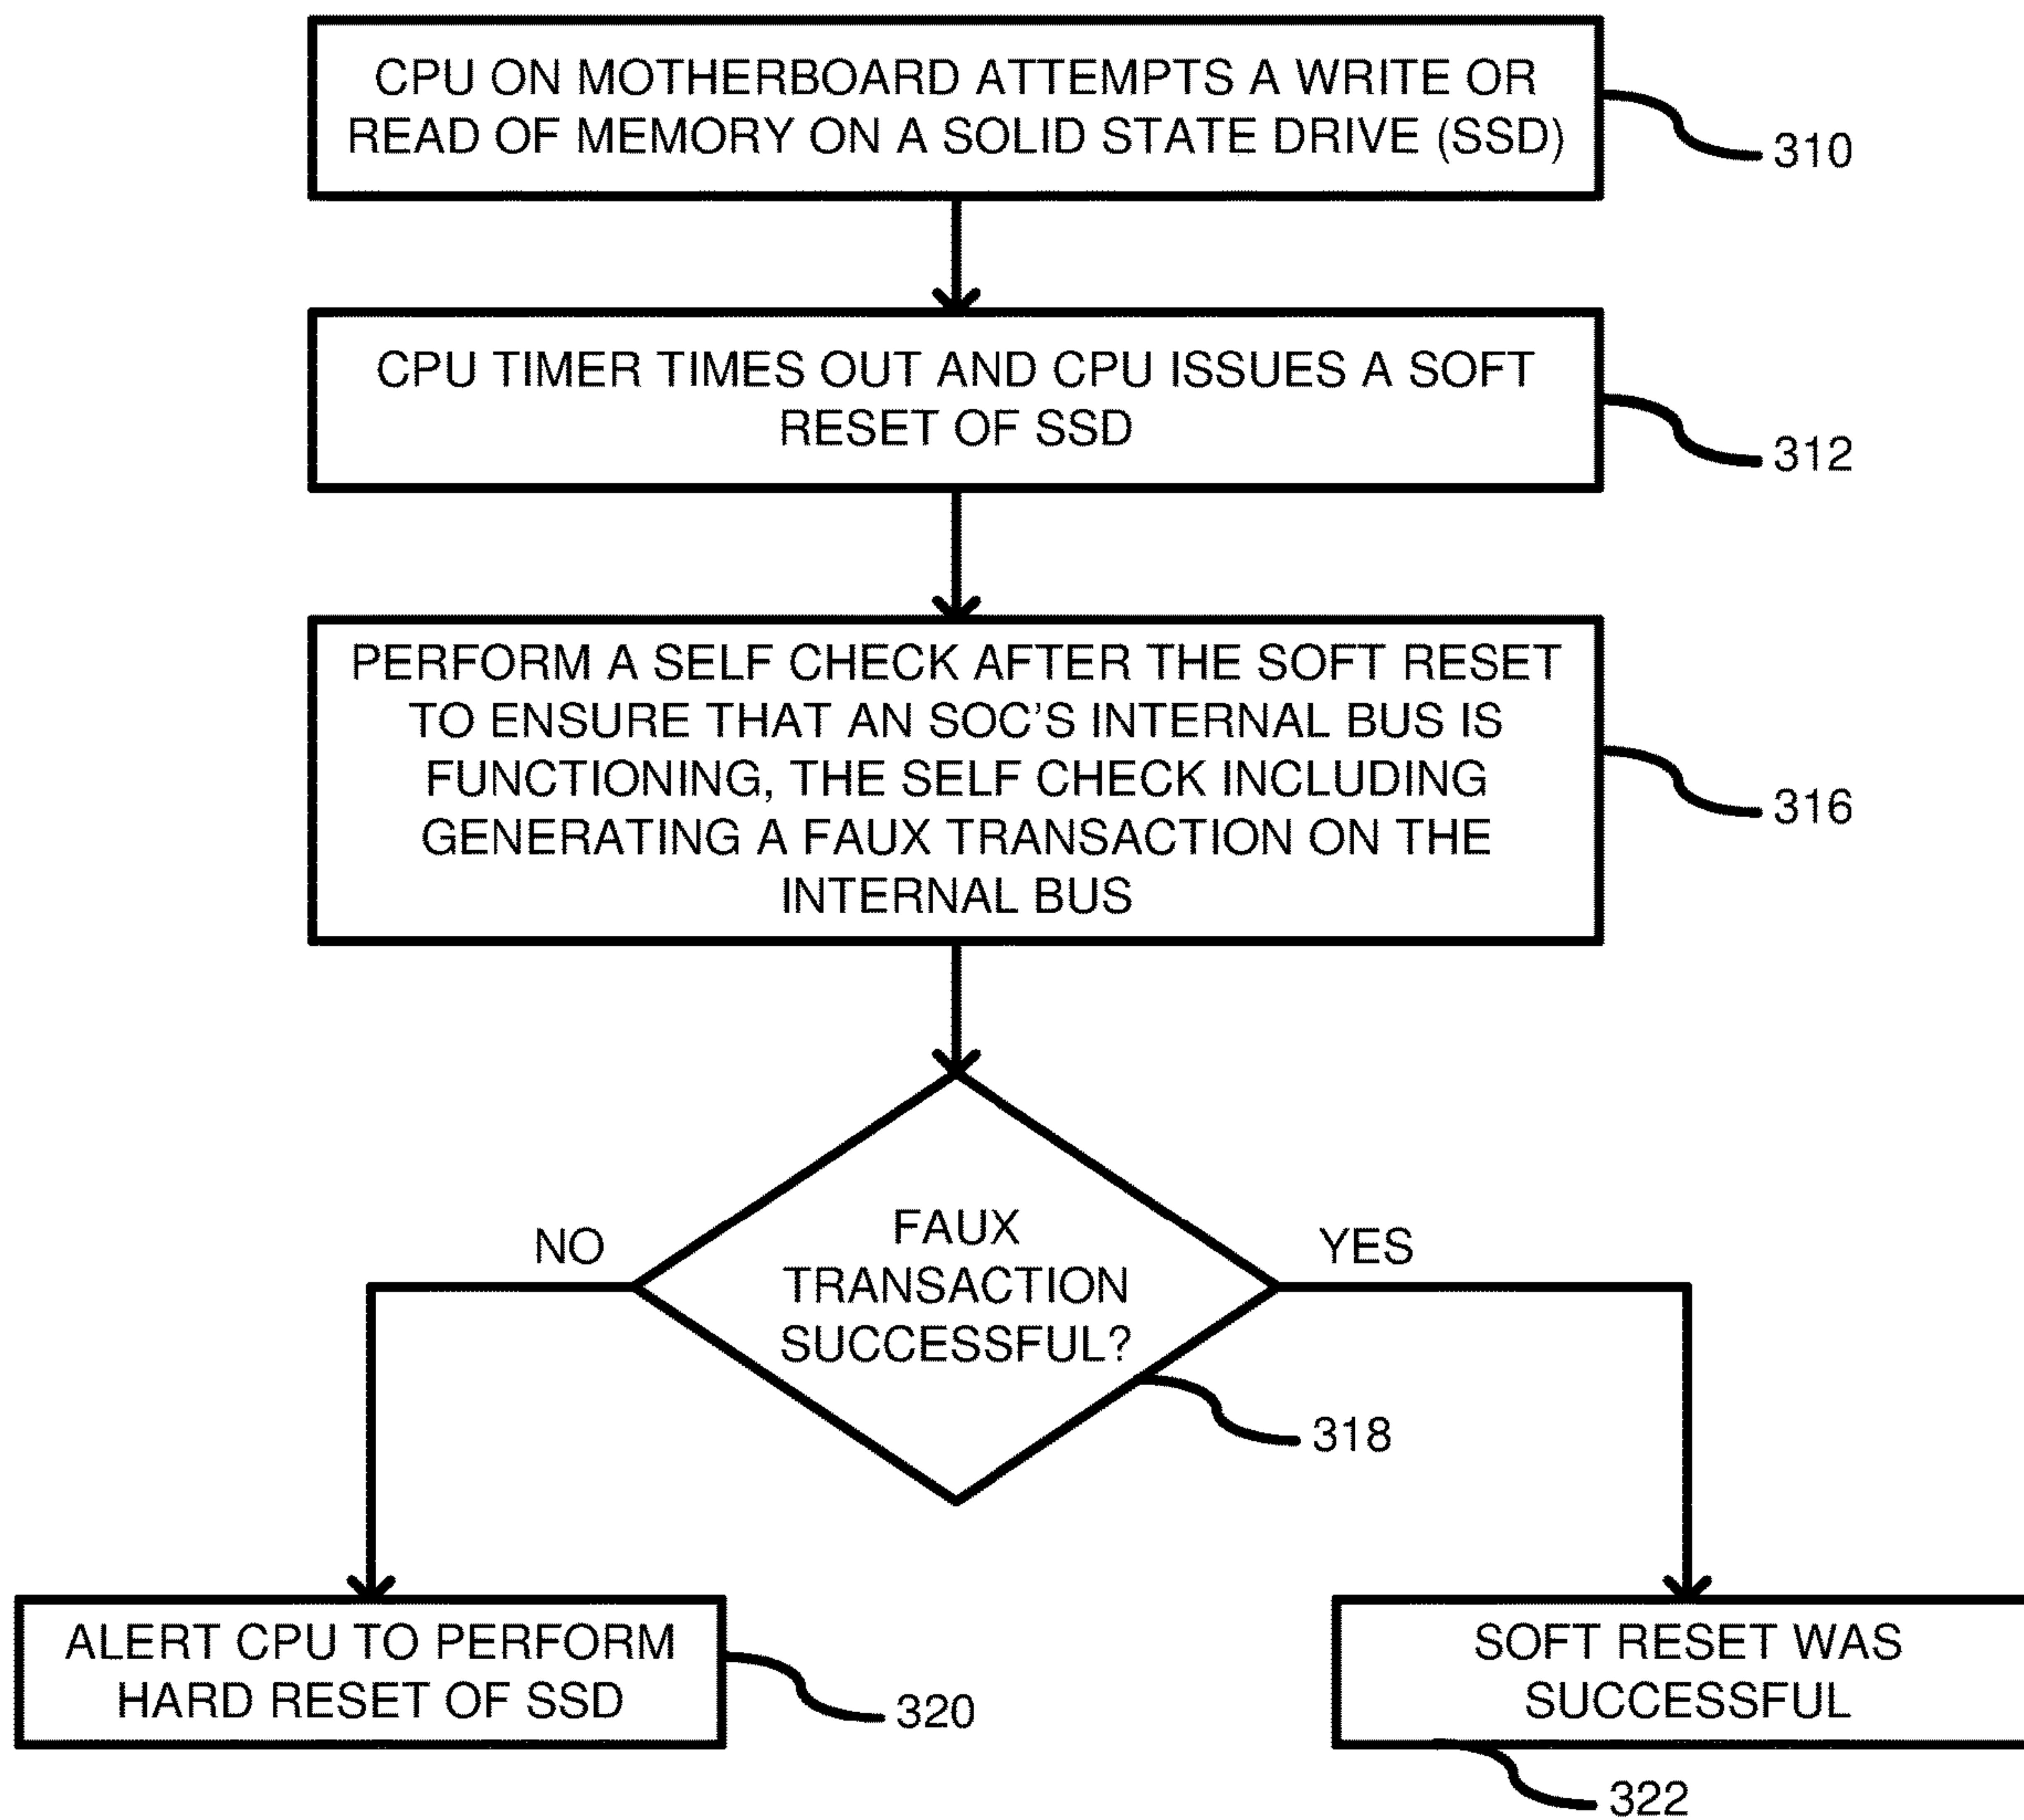 CPU ON MOTHERBOARD ATTEMPTS A WRITE OR
READ OF MEMORY ON A SOLID STATE DRIVE (SSD)
310
CPU TIMER TIMES OUT AND CPU ISSUES A SOFT
RESET OF SSD
312
PERFORM A SELF CHECK AFTER THE SOFT RESET
TO ENSURE THAT AN SOC'S INTERNAL BUS IS
FUNCTIONING, THE SELF CHECK INCLUDING
GENERATING A FAUX TRANSACTION ON THE
INTERNAL BUS
316
NO
FAUX
TRANSACTION
SUCCESSFUL?
YES
318
ALERT CPU TO PERFORM
HARD RESET OF SSD
320
SOFT RESET WAS
SUCCESSFUL
322